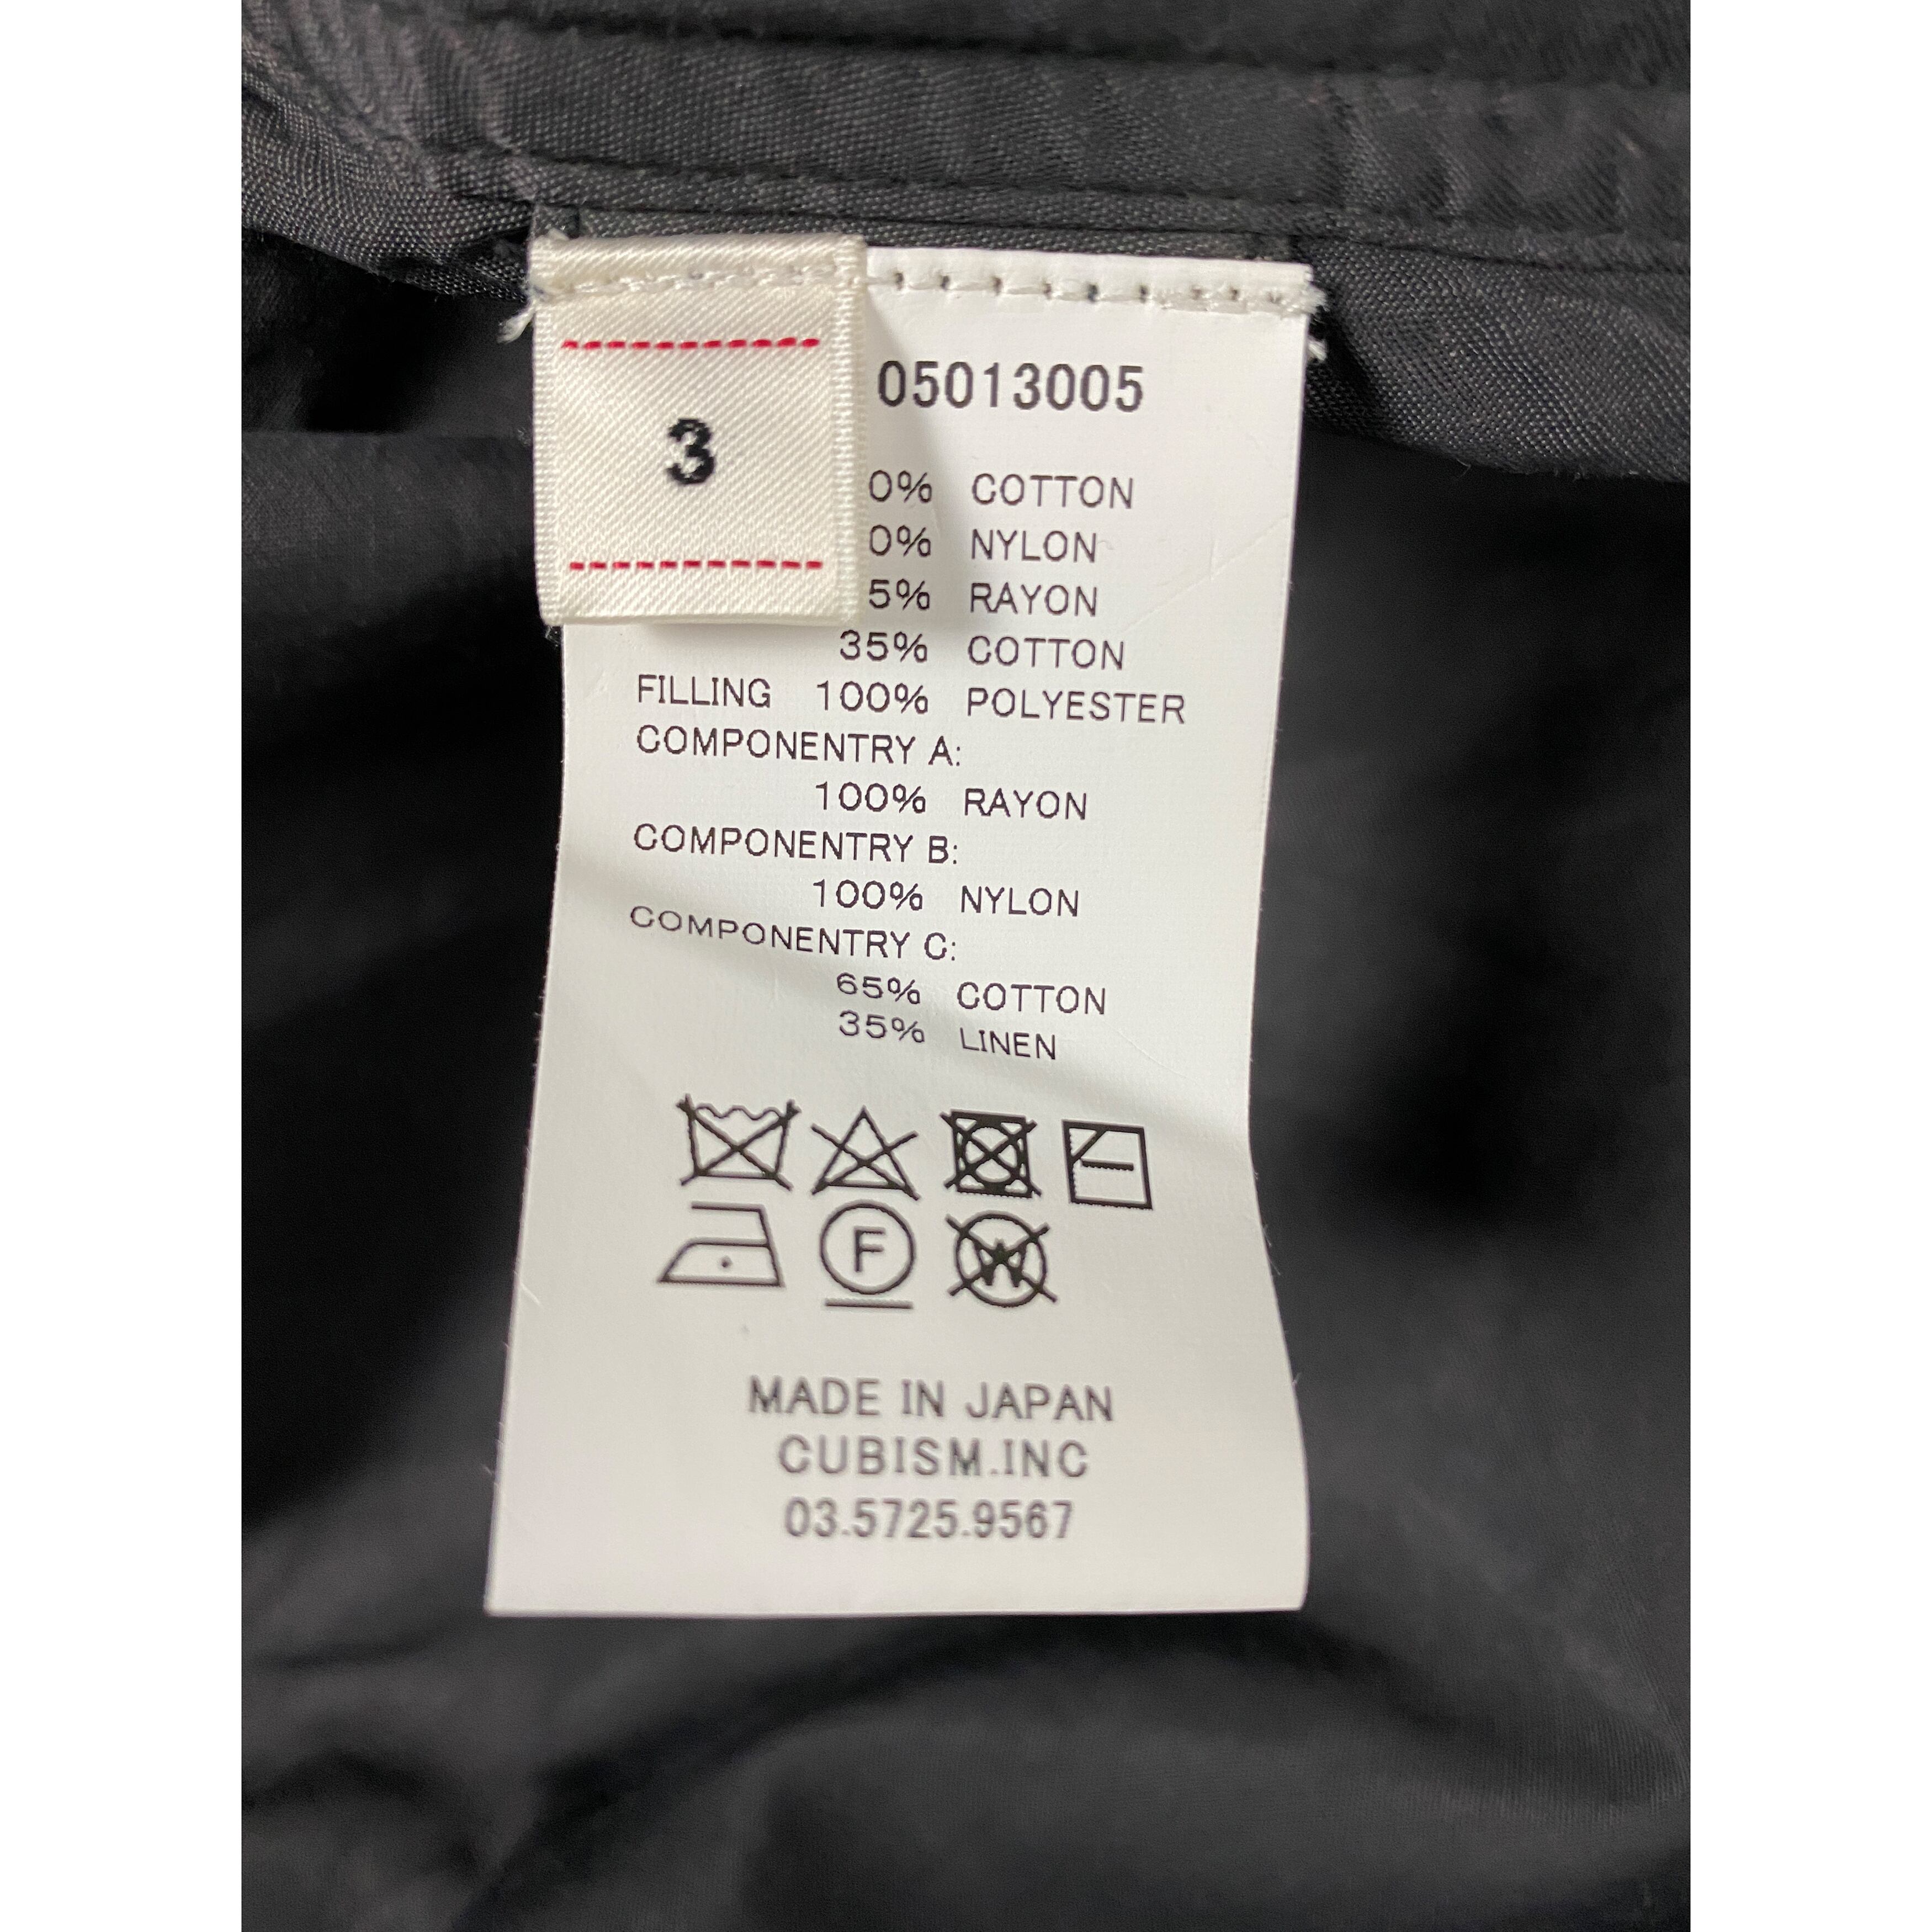 3
05013005
0% COTTON
0% NYLON
5% RAYON
35% COTTON
FILLING 100% POLYESTER
COMPONENTRY A:
100% RAYON
COMPONENTRY B:
100% NYLON
COMPONENTRY C:
65% COTTON
35% LINEN
F W
MADE IN JAPAN
CUBISM.INC
03.5725.9567